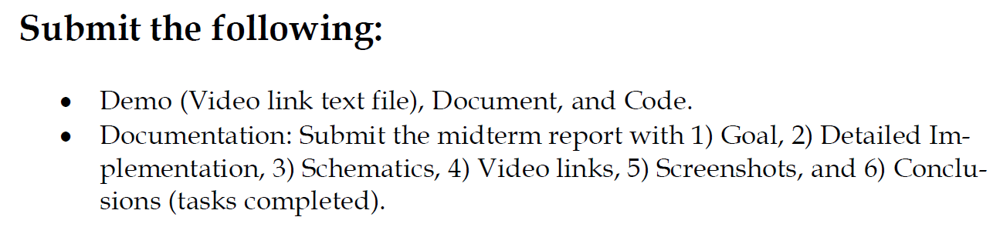 Submit the following:
• Demo (Video link text file), Document, and Code.
• Documentation: Submit the midterm report with 1) Goal, 2) Detailed Im-
plementation, 3) Schematics, 4) Video links, 5) Screenshots, and 6) Conclu-
sions (tasks completed).